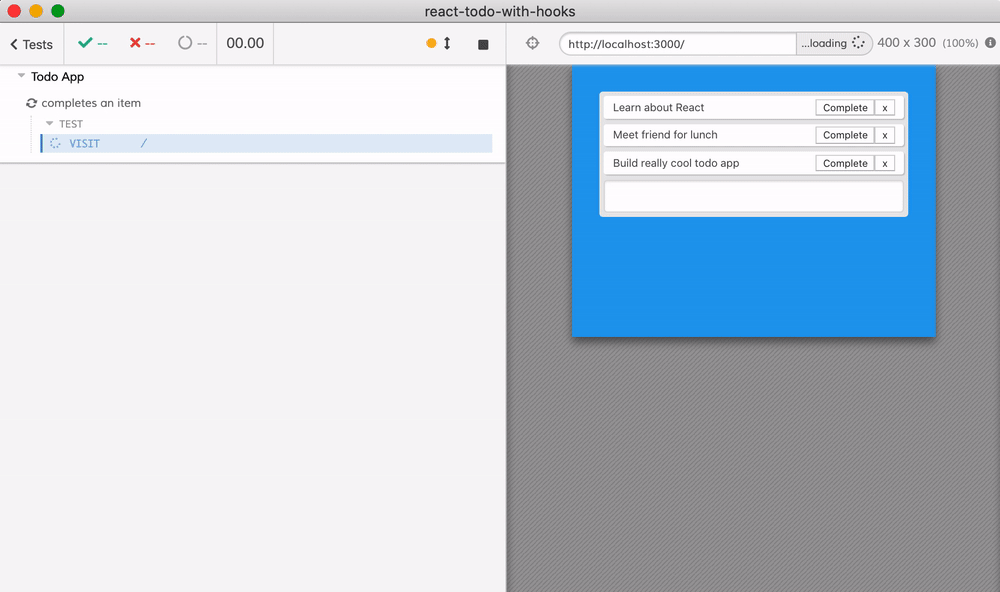 react-todo-with-hooks
Tests -- -- -- 00.00
http://localhost:3000/ ...loading 400 x 300 (100%)
Todo App
completes an item
TEST
VISIT /
Learn about React Complete x
Meet friend for lunch Complete x
Build really cool todo app Complete x